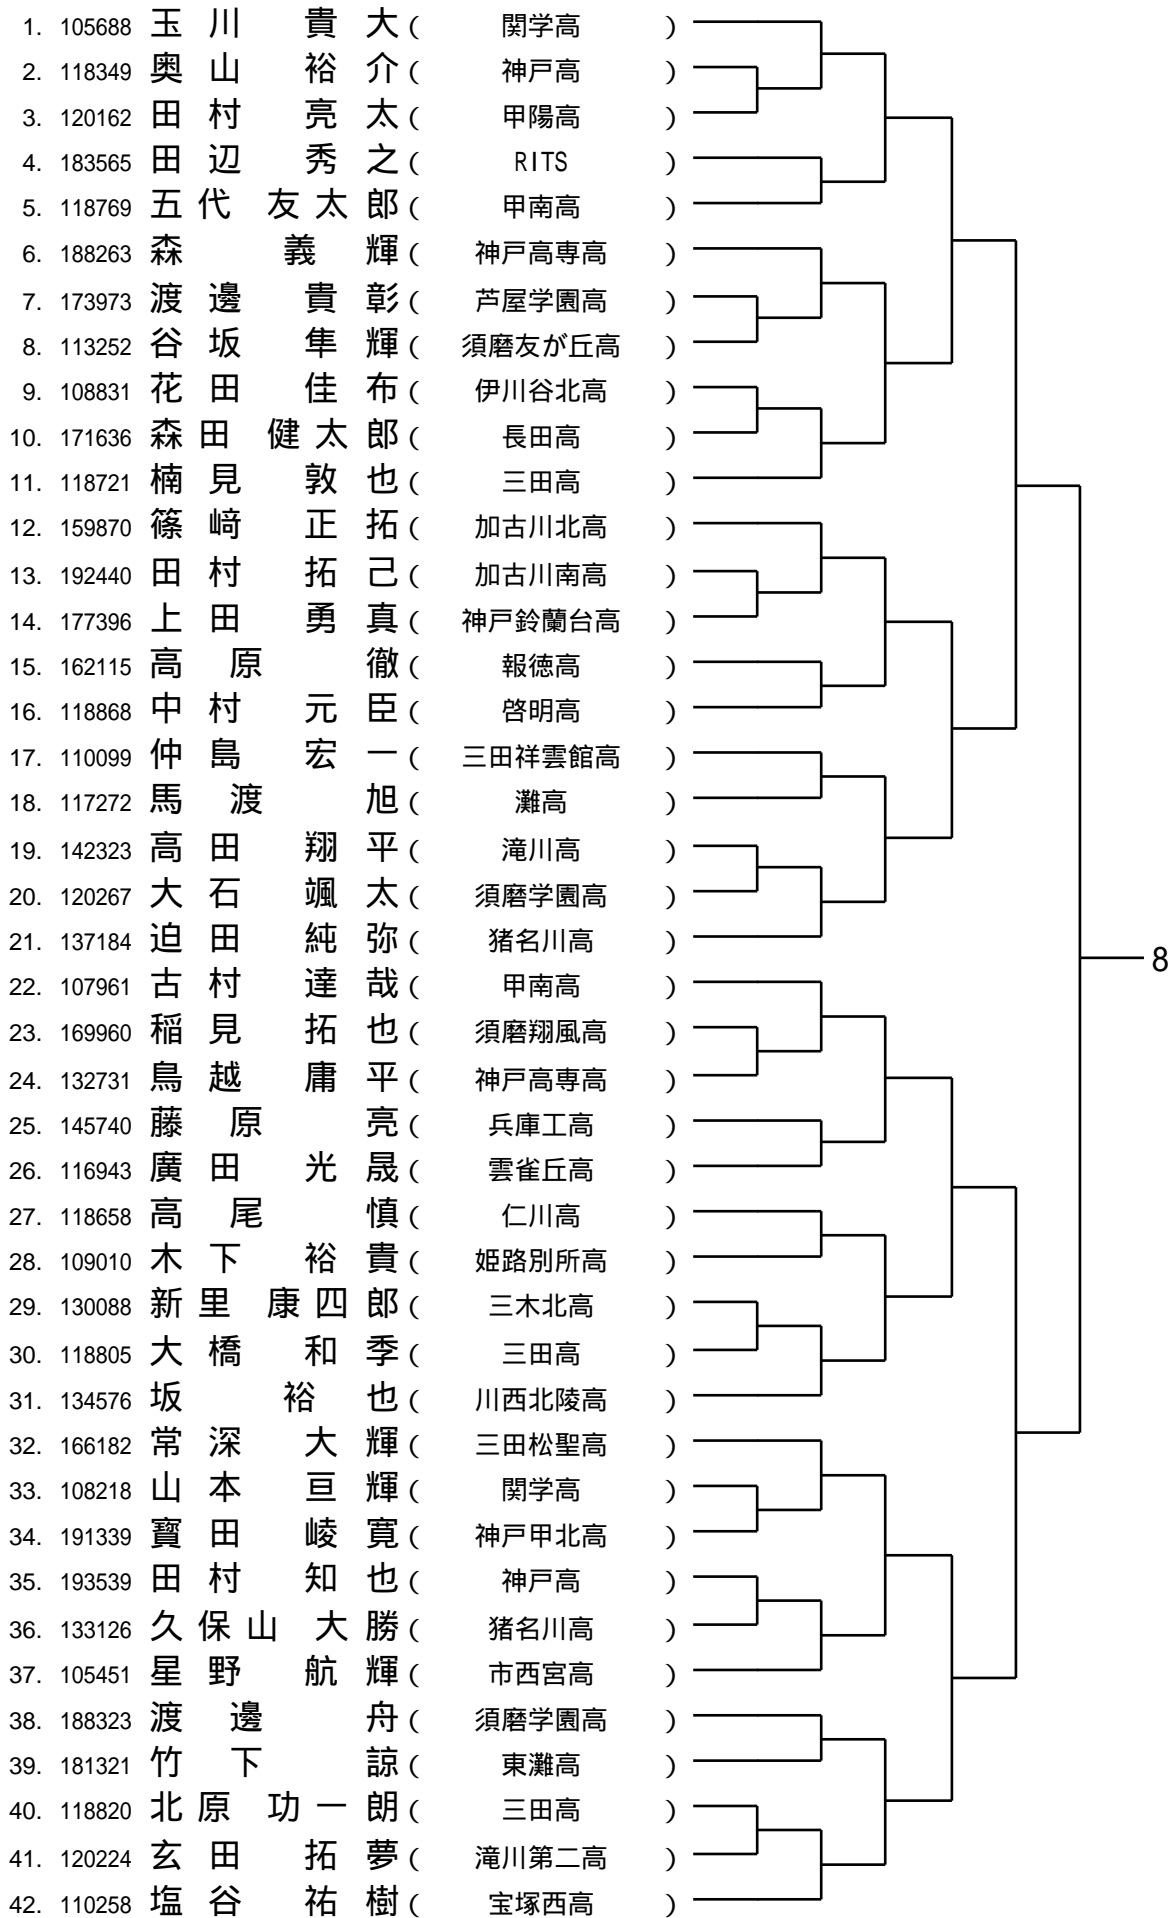 1. 105688 玉川 貴大 ( 関学高 )
2. 118349 奥山 裕介 ( 神戸高 )
3. 120162 田村 亮太 ( 甲陽高 )
4. 183565 田辺 秀之 ( RITS )
5. 118769 五代 友太郎 ( 甲南高 )
6. 188263 森 義輝 ( 神戸高専高 )
7. 173973 渡邊 貴彰 ( 芦屋学園高 )
8. 113252 谷坂 隼輝 ( 須磨友が丘高 )
9. 108831 花田 佳布 ( 伊川谷北高 )
10. 171636 森田 健太郎 ( 長田高 )
11. 118721 楠見 敦也 ( 三田高 )
12. 159870 篠﨑 正拓 ( 加古川北高 )
13. 192440 田村 拓己 ( 加古川南高 )
14. 177396 上田 勇真 ( 神戸鈴蘭台高 )
15. 162115 高原 徹 ( 報徳高 )
16. 118868 中村 元臣 ( 啓明高 )
17. 110099 仲島 宏一 ( 三田祥雲館高 )
18. 117272 馬渡 旭 ( 灘高 )
19. 142323 高田 翔平 ( 滝川高 )
20. 120267 大石 颯太 ( 須磨学園高 )
21. 137184 迫田 純弥 ( 猪名川高 )
8
22. 107961 古村 達哉 ( 甲南高 )
23. 169960 稲見 拓也 ( 須磨翔風高 )
24. 132731 鳥越 庸平 ( 神戸高専高 )
25. 145740 藤原 亮 ( 兵庫工高 )
26. 116943 廣田 光晟 ( 雲雀丘高 )
27. 118658 高尾 慎 ( 仁川高 )
28. 109010 木下 裕貴 ( 姫路別所高 )
29. 130088 新里 康四郎 ( 三木北高 )
30. 118805 大橋 和季 ( 三田高 )
31. 134576 坂 裕也 ( 川西北陵高 )
32. 166182 常深 大輝 ( 三田松聖高 )
33. 108218 山本 亘輝 ( 関学高 )
34. 191339 寳田 崚寛 ( 神戸甲北高 )
35. 193539 田村 知也 ( 神戸高 )
36. 133126 久保山 大勝 ( 猪名川高 )
37. 105451 星野 航輝 ( 市西宮高 )
38. 188323 渡邊 舟 ( 須磨学園高 )
39. 181321 竹下 諒 ( 東灘高 )
40. 118820 北原 功一朗 ( 三田高 )
41. 120224 玄田 拓夢 ( 滝川第二高 )
42. 110258 塩谷 祐樹 ( 宝塚西高 )